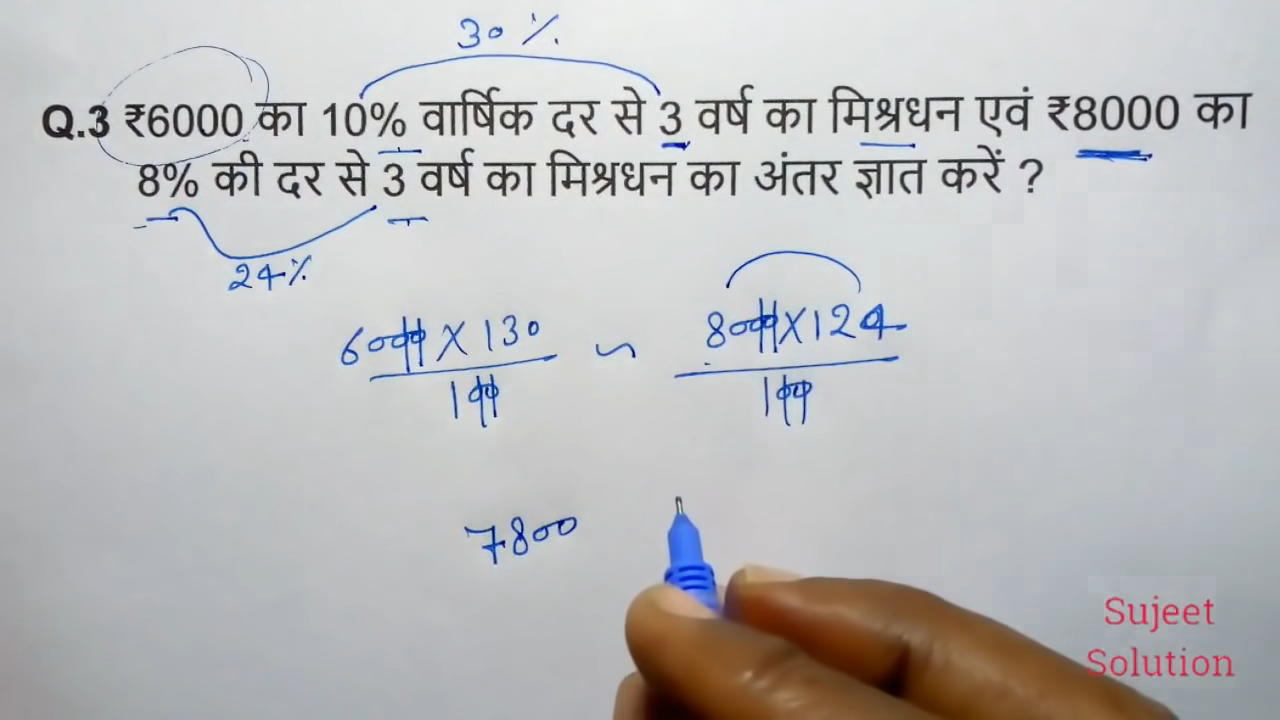 30 %
Q.3 ₹6000 का 10% वार्षिक दर से 3 वर्ष का मिश्रधन एवं ₹8000 का
8% की दर से 3 वर्ष का मिश्रधन का अंतर ज्ञात करें ?
24%
6000 X 130 ~ 8000 X 124
100 100
7800
Sujeet
Solution